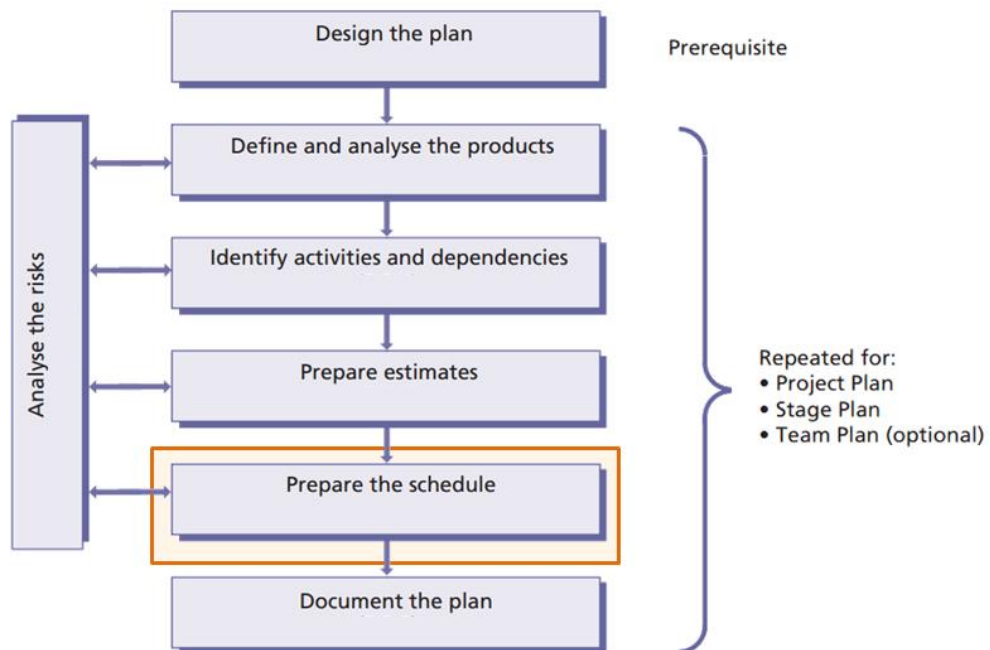 Design the plan
Prerequisite
Define and analyse the products
Identify activities and dependencies
Analyse the risks
Prepare estimates
Repeated for:
• Project Plan
• Stage Plan
• Team Plan (optional)
Prepare the schedule
Document the plan